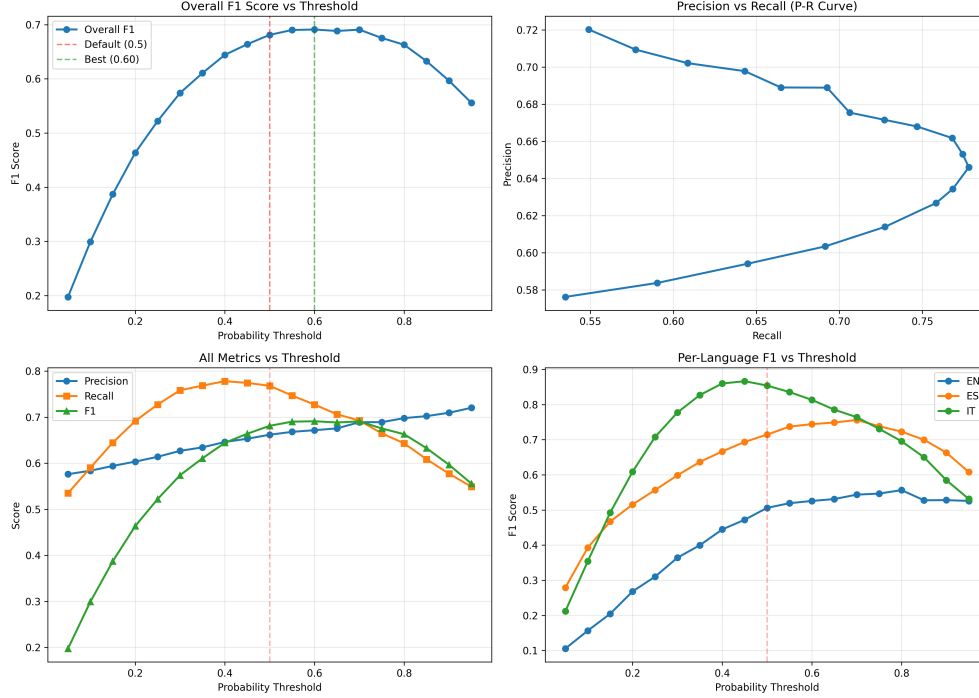 Overall F1 Score vs Threshold
Overall F1
Default (0.5)
Best (0.60)
0.7
0.6
0.5
0.4
0.3
0.2
F1 Score
0.2
0.4
0.6
0.8
Probability Threshold
Precision vs Recall (P-R Curve)
0.72
0.70
0.68
0.66
0.64
0.62
0.60
0.58
Precision
0.55
0.60
0.65
0.70
0.75
Recall
All Metrics vs Threshold
Precision
Recall
F1
0.8
0.7
0.6
0.5
0.4
0.3
0.2
Score
0.2
0.4
0.6
0.8
Probability Threshold
Per-Language F1 vs Threshold
EN
ES
IT
0.9
0.8
0.7
0.6
0.5
0.4
0.3
0.2
0.1
F1 Score
0.2
0.4
0.6
0.8
Probability Threshold